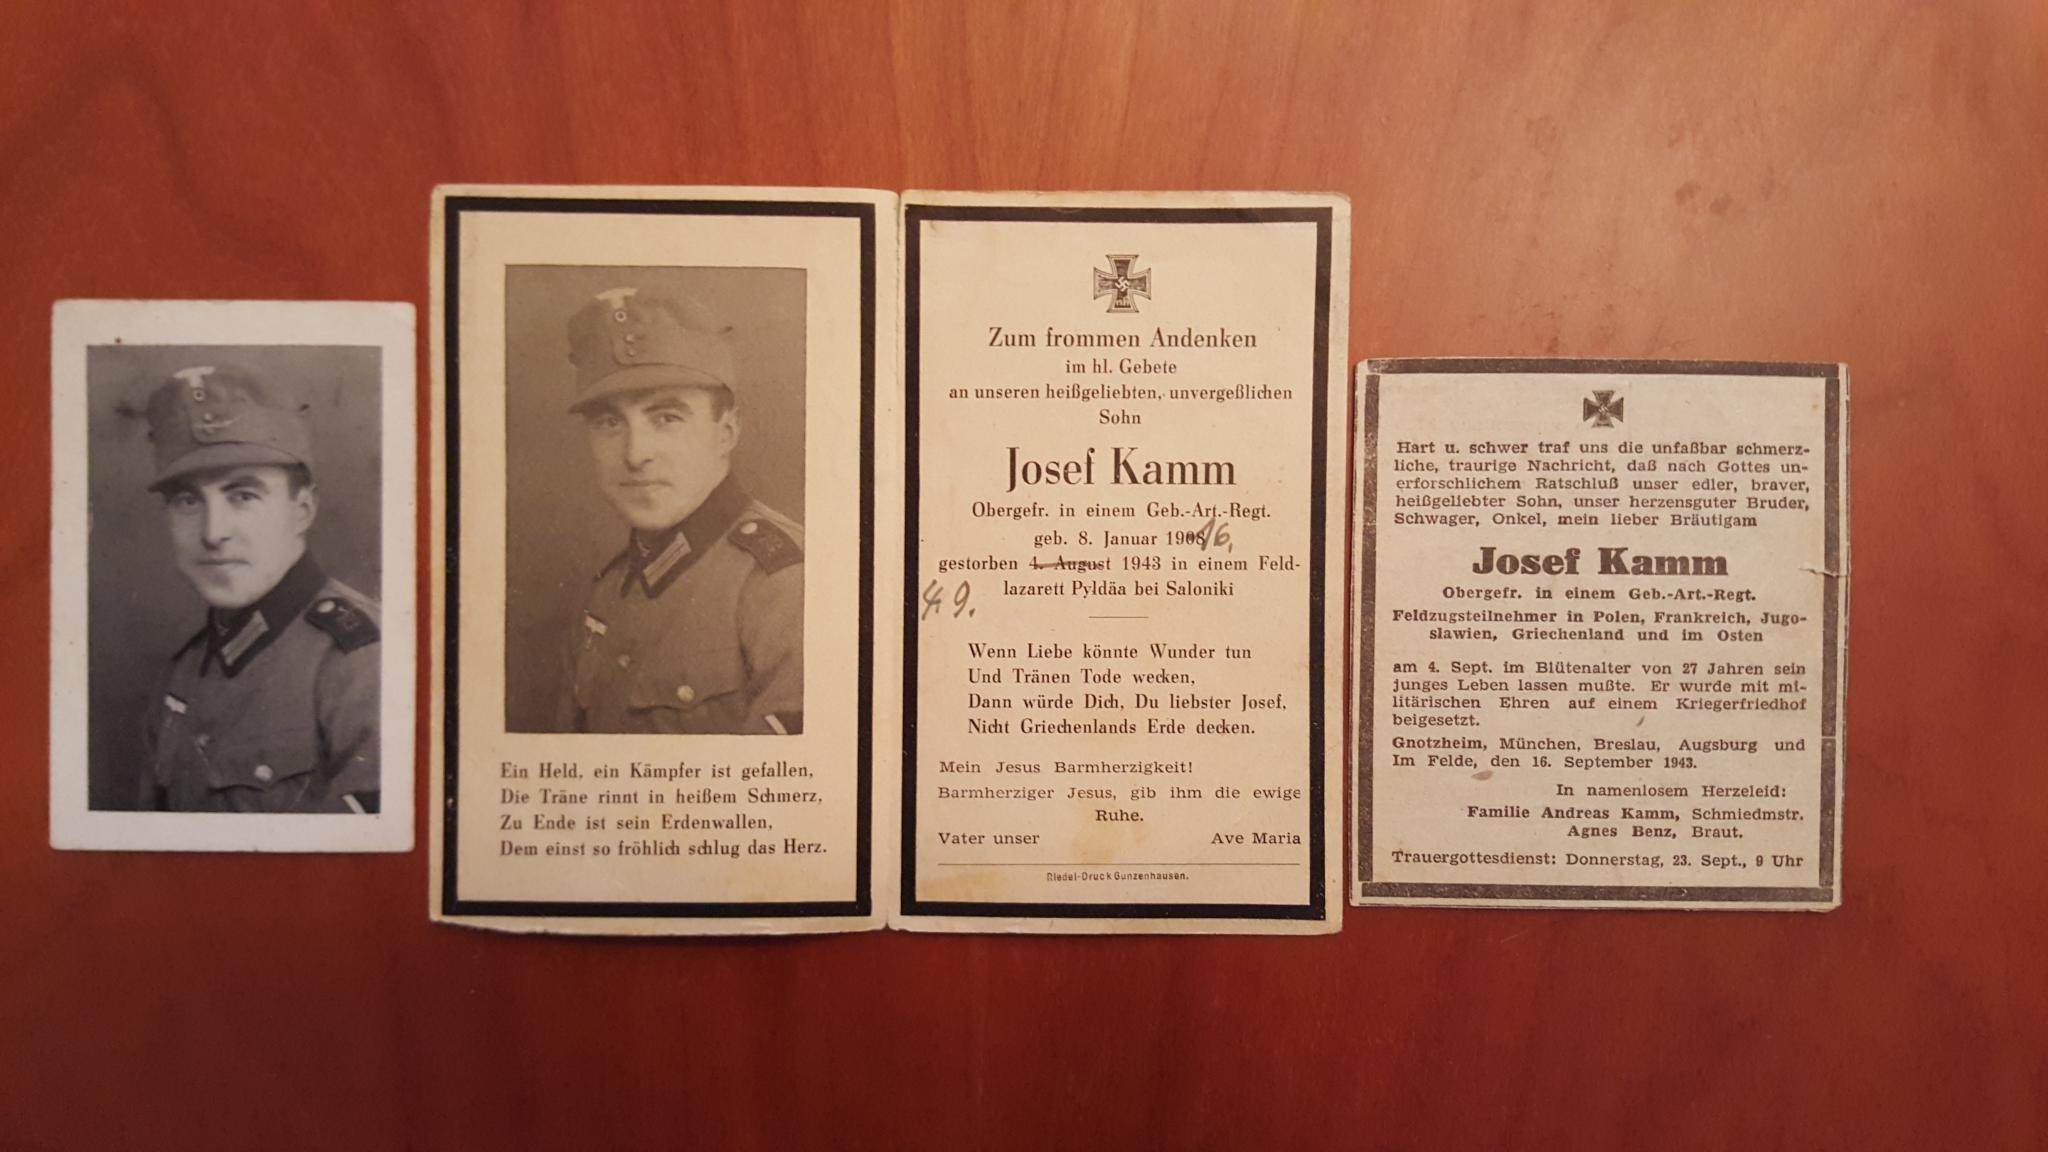 Ein Held, ein Kämpfer ist gefallen,
Die Träne rinnt in heißem Schmerz,
Zu Ende ist sein Erdenwallen,
Dem einst so fröhlich schlug das Herz.
Zum frommen Andenken
im hl. Gebete
an unseren heißgeliebten, unvergeßlichen
Sohn
Josef Kamm
Obergefr. in einem Geb.-Art.-Regt.
geb. 8. Januar 1908 16.
gestorben 4. August 1943 in einem Feld-
lazarett Pyldäa bei Saloniki
4. 9.
Wenn Liebe könnte Wunder tun
Und Tränen Tode wecken,
Dann würde Dich, Du liebster Josef,
Nicht Griechenlands Erde decken.
Mein Jesus Barmherzigkeit!
Barmherziger Jesus, gib ihm die ewige
Ruhe.
Vater unser Ave Maria
Riedel-Druck Gunzenhausen.
Hart u. schwer traf uns die unfaßbar schmerz-
liche, traurige Nachricht, daß nach Gottes un-
erforschlichem Ratschluß unser edler, braver,
heißgeliebter Sohn, unser herzensguter Bruder,
Schwager, Onkel, mein lieber Bräutigam
Josef Kamm
Obergefr. in einem Geb.-Art.-Regt.
Feldzugsteilnehmer in Polen, Frankreich, Jugo-
slawien, Griechenland und im Osten
am 4. Sept. im Blütenalter von 27 Jahren sein
junges Leben lassen mußte. Er wurde mit mi-
litärischen Ehren auf einem Kriegerfriedhof
beigesetzt.
Gnotzheim, München, Breslau, Augsburg und
Im Felde, den 16. September 1943.
In namenlosem Herzeleid:
Familie Andreas Kamm, Schmiedmstr.
Agnes Benz, Braut.
Trauergottesdienst: Donnerstag, 23. Sept., 9 Uhr